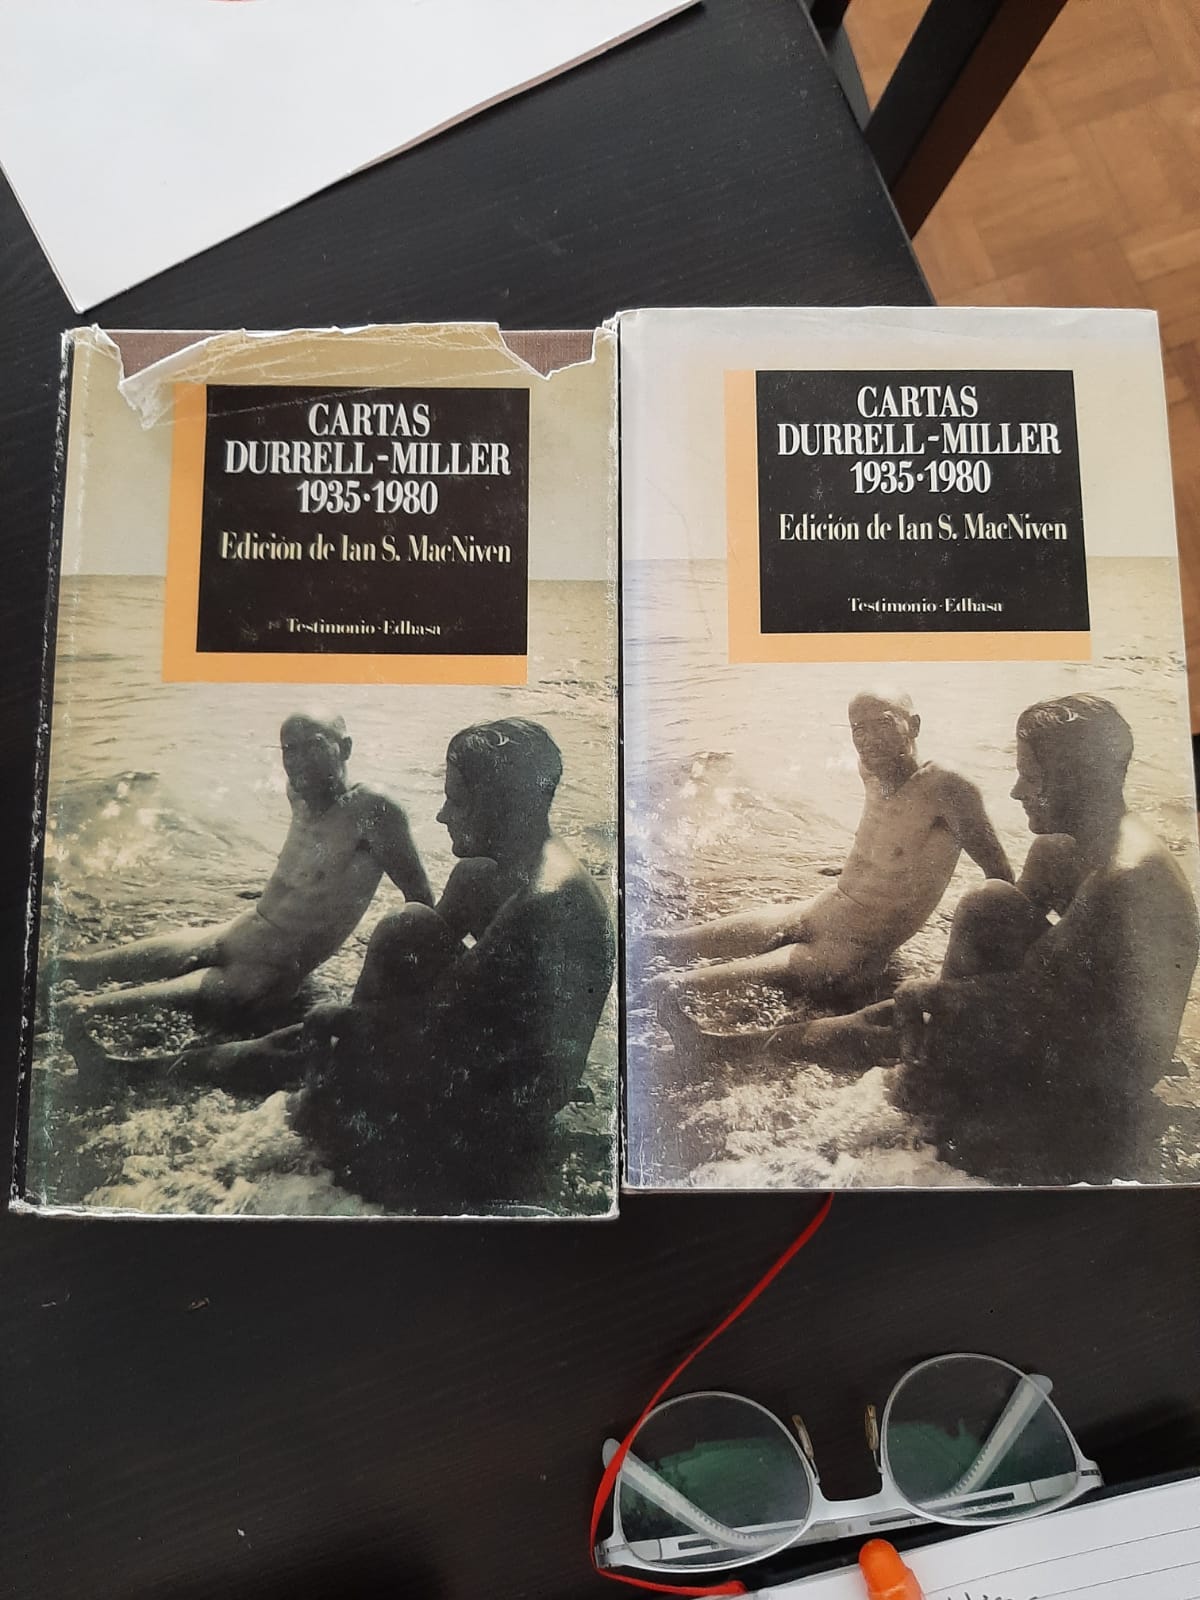 CARTAS
DURRELL-MILLER
1935·1980
Edición de Ian S. MacNiven
Testimonio·Edhasa
CARTAS
DURRELL-MILLER
1935·1980
Edición de Ian S. MacNiven
Testimonio·Edhasa